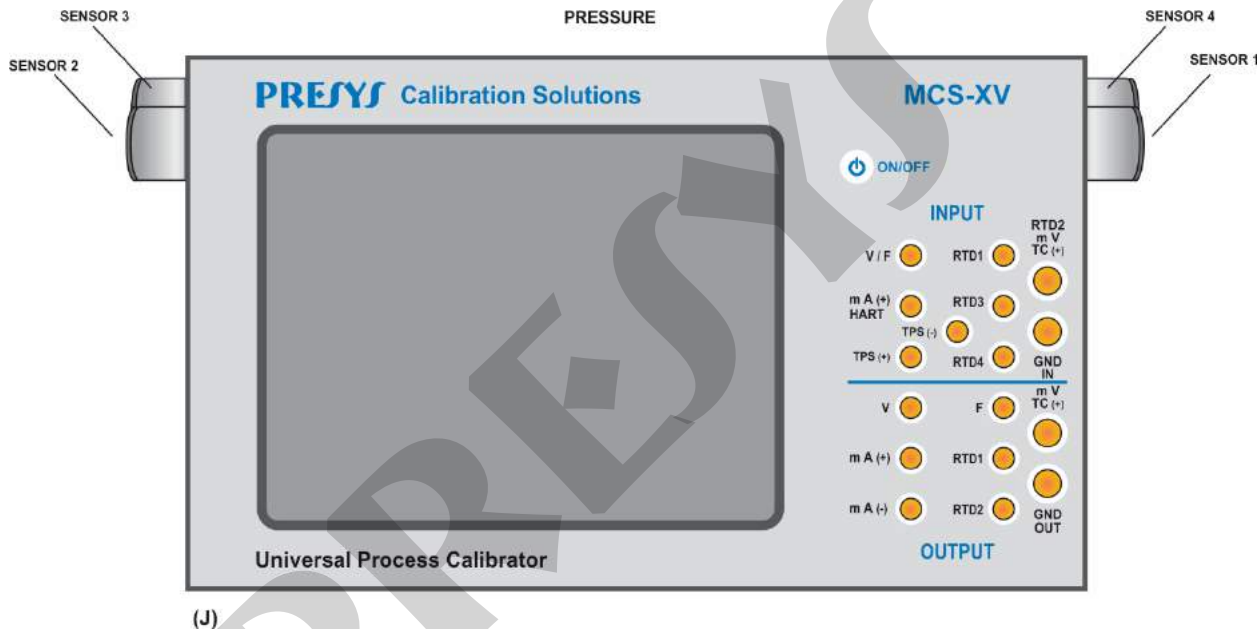 PRESSURE
SENSOR 3
SENSOR 2
SENSOR 4
SENSOR 1
PRESYS Calibration Solutions
MCS-XV
ON/OFF
INPUT
V / F
RTD1
RTD2
m V
TC (+)
m A (+)
HART
RTD3
TPS (-)
TPS (+)
RTD4
GND
IN
V
F
m V
TC (+)
m A (+)
RTD1
m A (-)
RTD2
GND
OUT
OUTPUT
Universal Process Calibrator
(J)
PRESYS